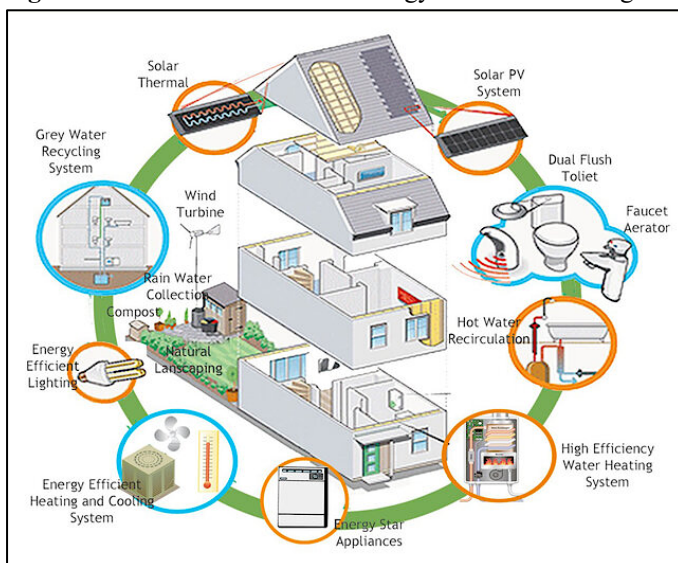 Solar
Thermal
Solar PV
System
Grey Water
Recycling
System
Dual Flush
Toliet
Wind
Turbine
Faucet
Aerator
Rain Water
Collection
Compost
Hot Water
Recirculation
Natural
Lanscaping
Energy
Efficient
Lighting
High Efficiency
Water Heating
System
Energy Efficient
Heating and Cooling
System
Energy Star
Appliances